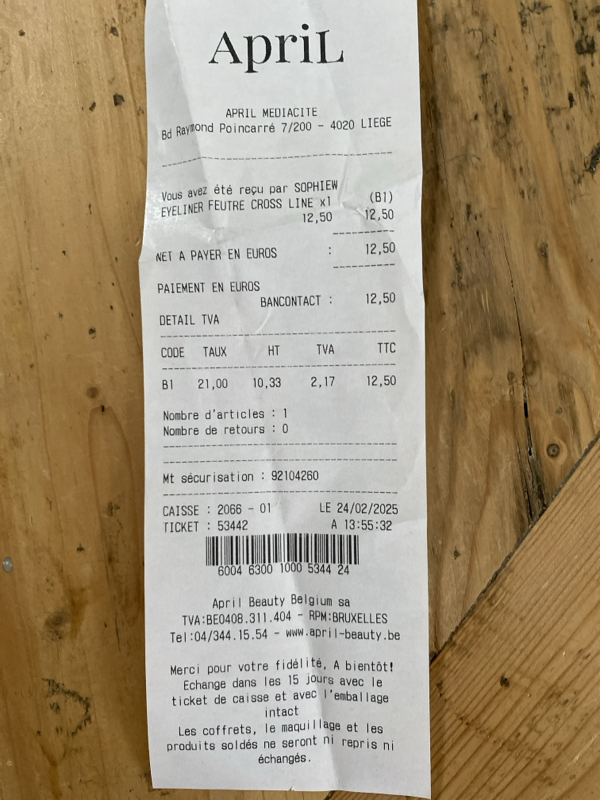 ApriL
APRIL MEDIACITE
Bd Raymond Poincarré 7/200 - 4020 LIEGE
Vous avez été reçu par SOPHIEW
EYELINER FEUTRE CROSS LINE x1 (B1)
12,50 12,50
NET A PAYER EN EUROS : 12,50
PAIEMENT EN EUROS
BANCONTACT : 12,50
DETAIL TVA
CODE TAUX HT TVA TTC
B1 21,00 10,33 2,17 12,50
Nombre d'articles : 1
Nombre de retours : 0
Mt sécurisation : 92104260
CAISSE : 2066 - 01 LE 24/02/2025
TICKET : 53442 A 13:55:32
6004 6300 1000 5344 24
April Beauty Belgium sa
TVA:BE0408.311.404 - RPM:BRUXELLES
Tel:04/344.15.54 - www.april-beauty.be
Merci pour votre fidélité, A bientôt!
Echange dans les 15 jours avec le
ticket de caisse et avec l'emballage
intact
Les coffrets, le maquillage et les
produits soldés ne seront ni repris ni
échangés.